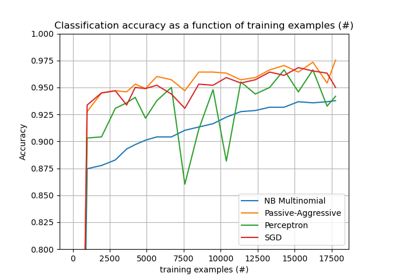 Classification accuracy as a function of training examples (#)
1.000
0.975
0.950
0.925
0.900
0.875
0.850
0.825
0.800
Accuracy
NB Multinomial
Passive-Aggressive
Perceptron
SGD
0 2500 5000 7500 10000 12500 15000 17500
training examples (#)